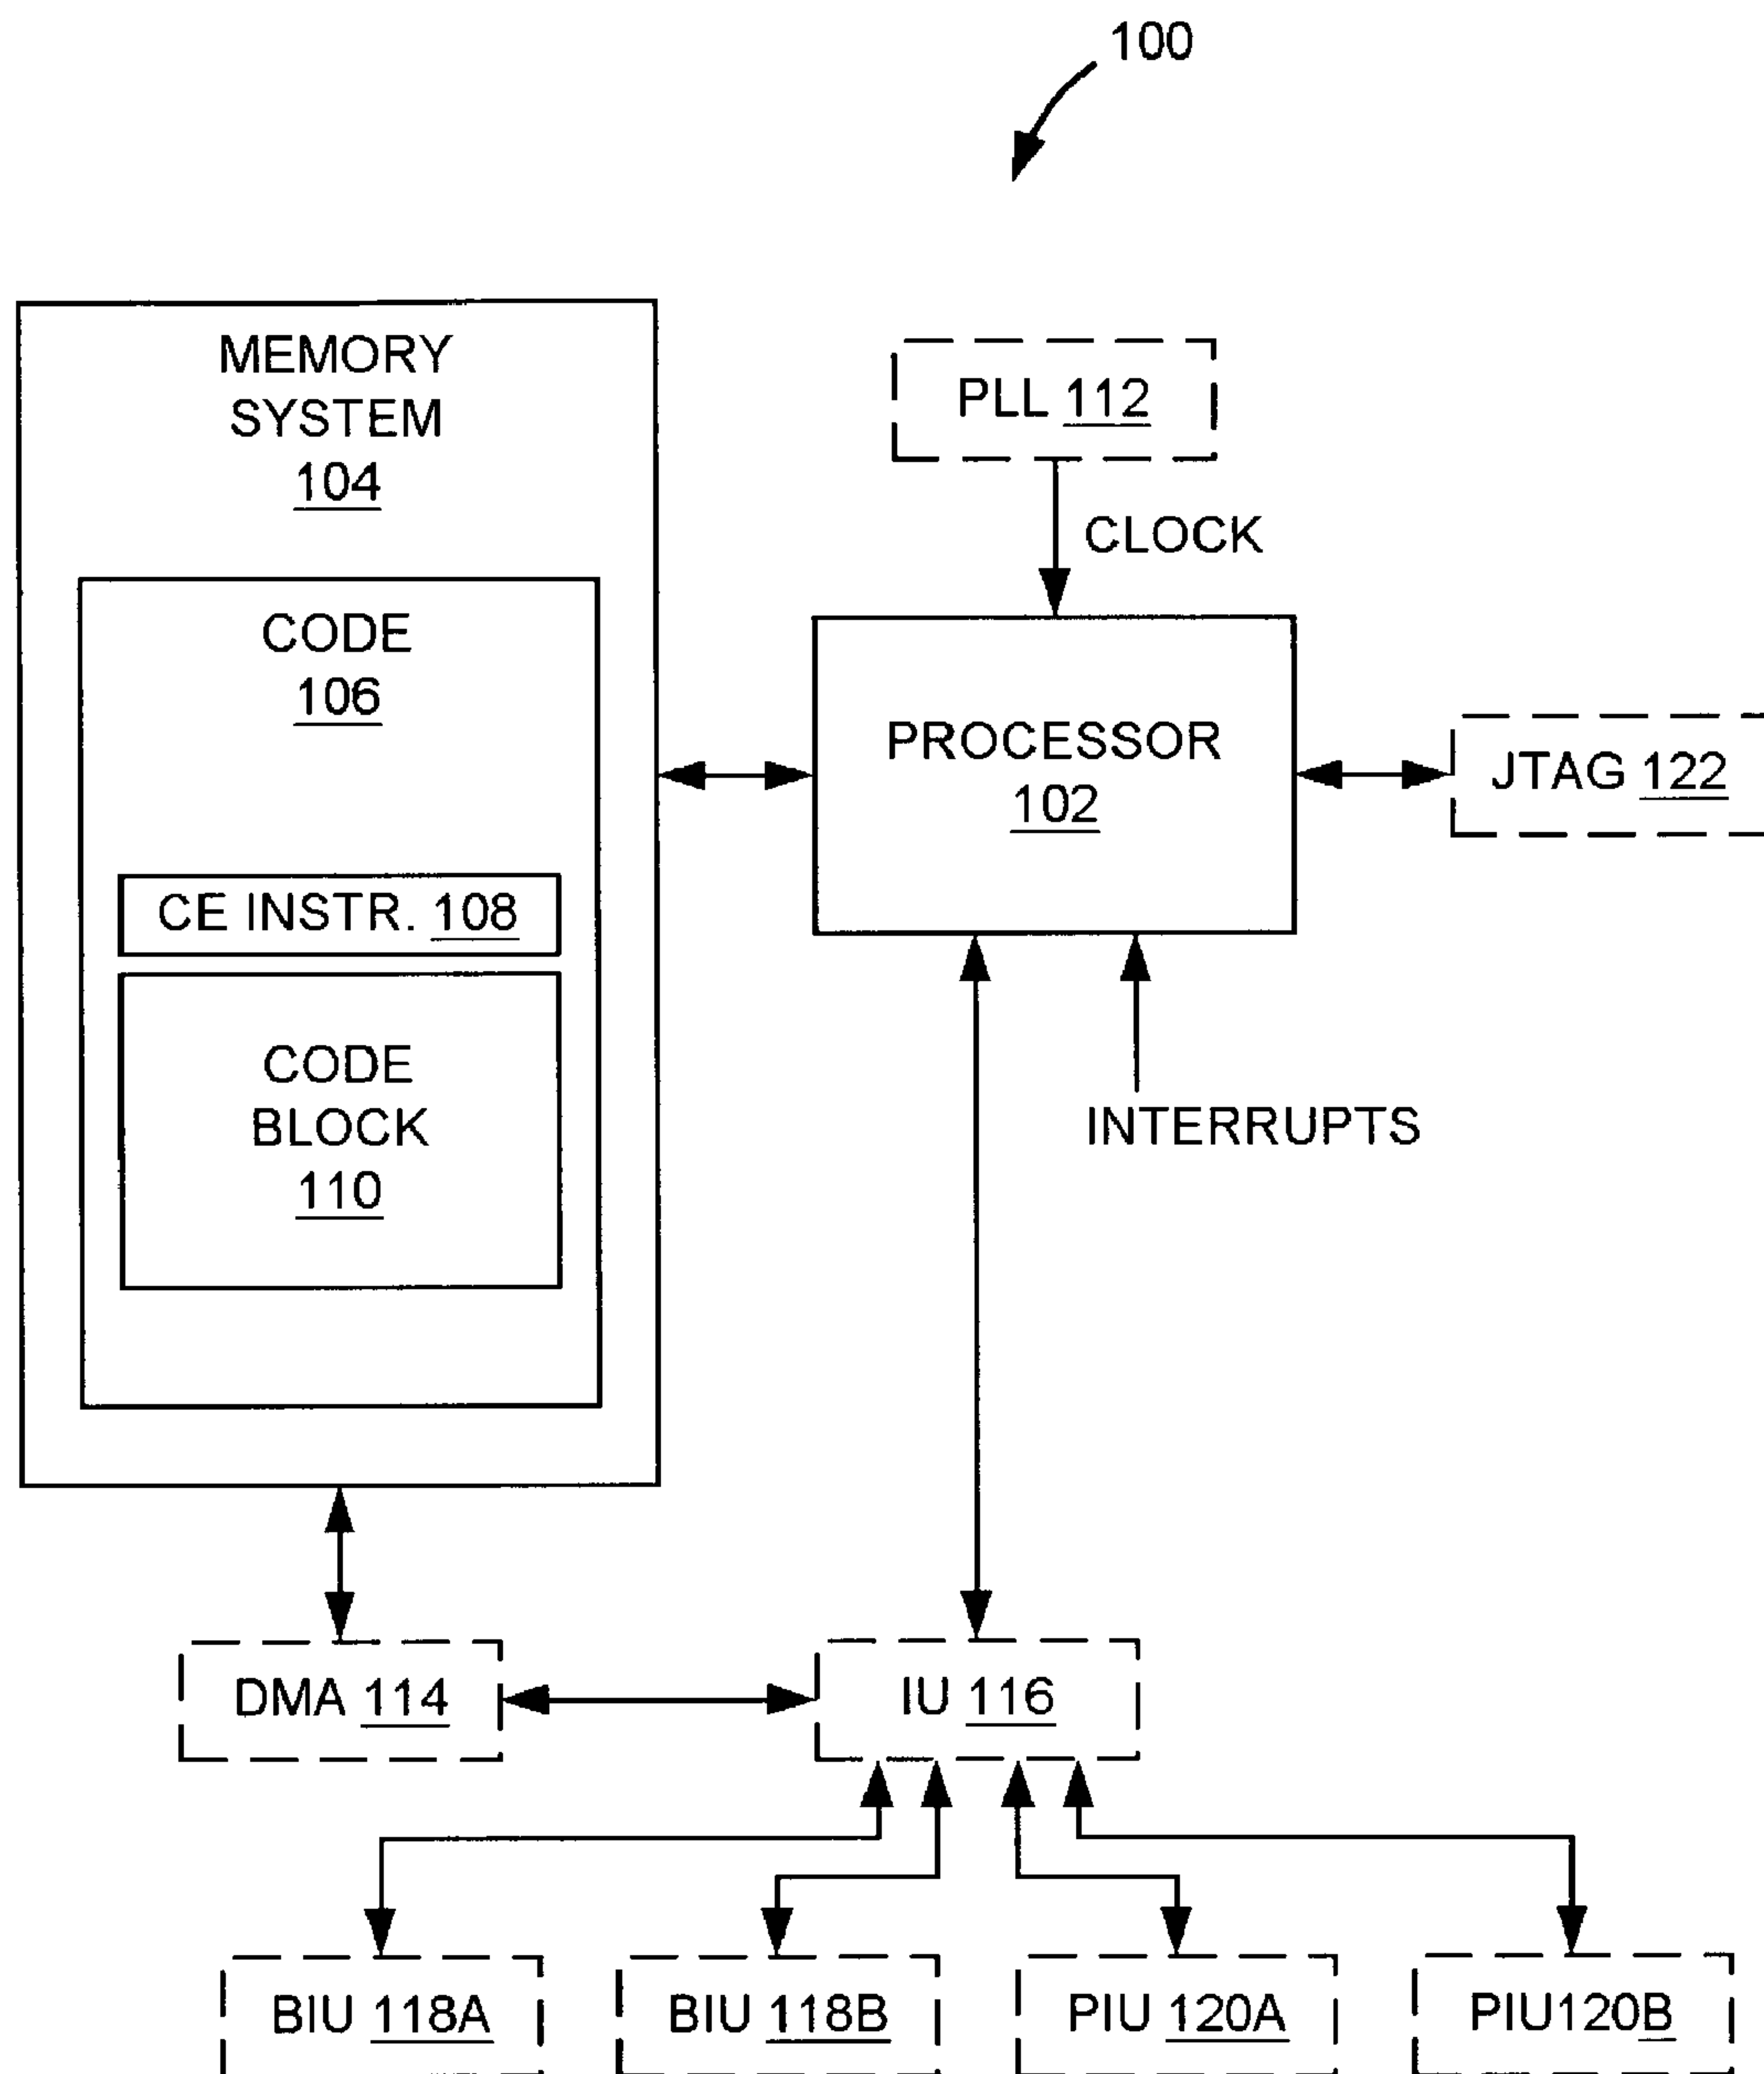 100
MEMORY
SYSTEM
104
PLL 112
CLOCK
CODE
106
PROCESSOR
102
JTAG 122
CE INSTR. 108
CODE
BLOCK
110
INTERRUPTS
DMA 114
IU 116
BIU 118A
BIU 118B
PIU 120A
PIU120B